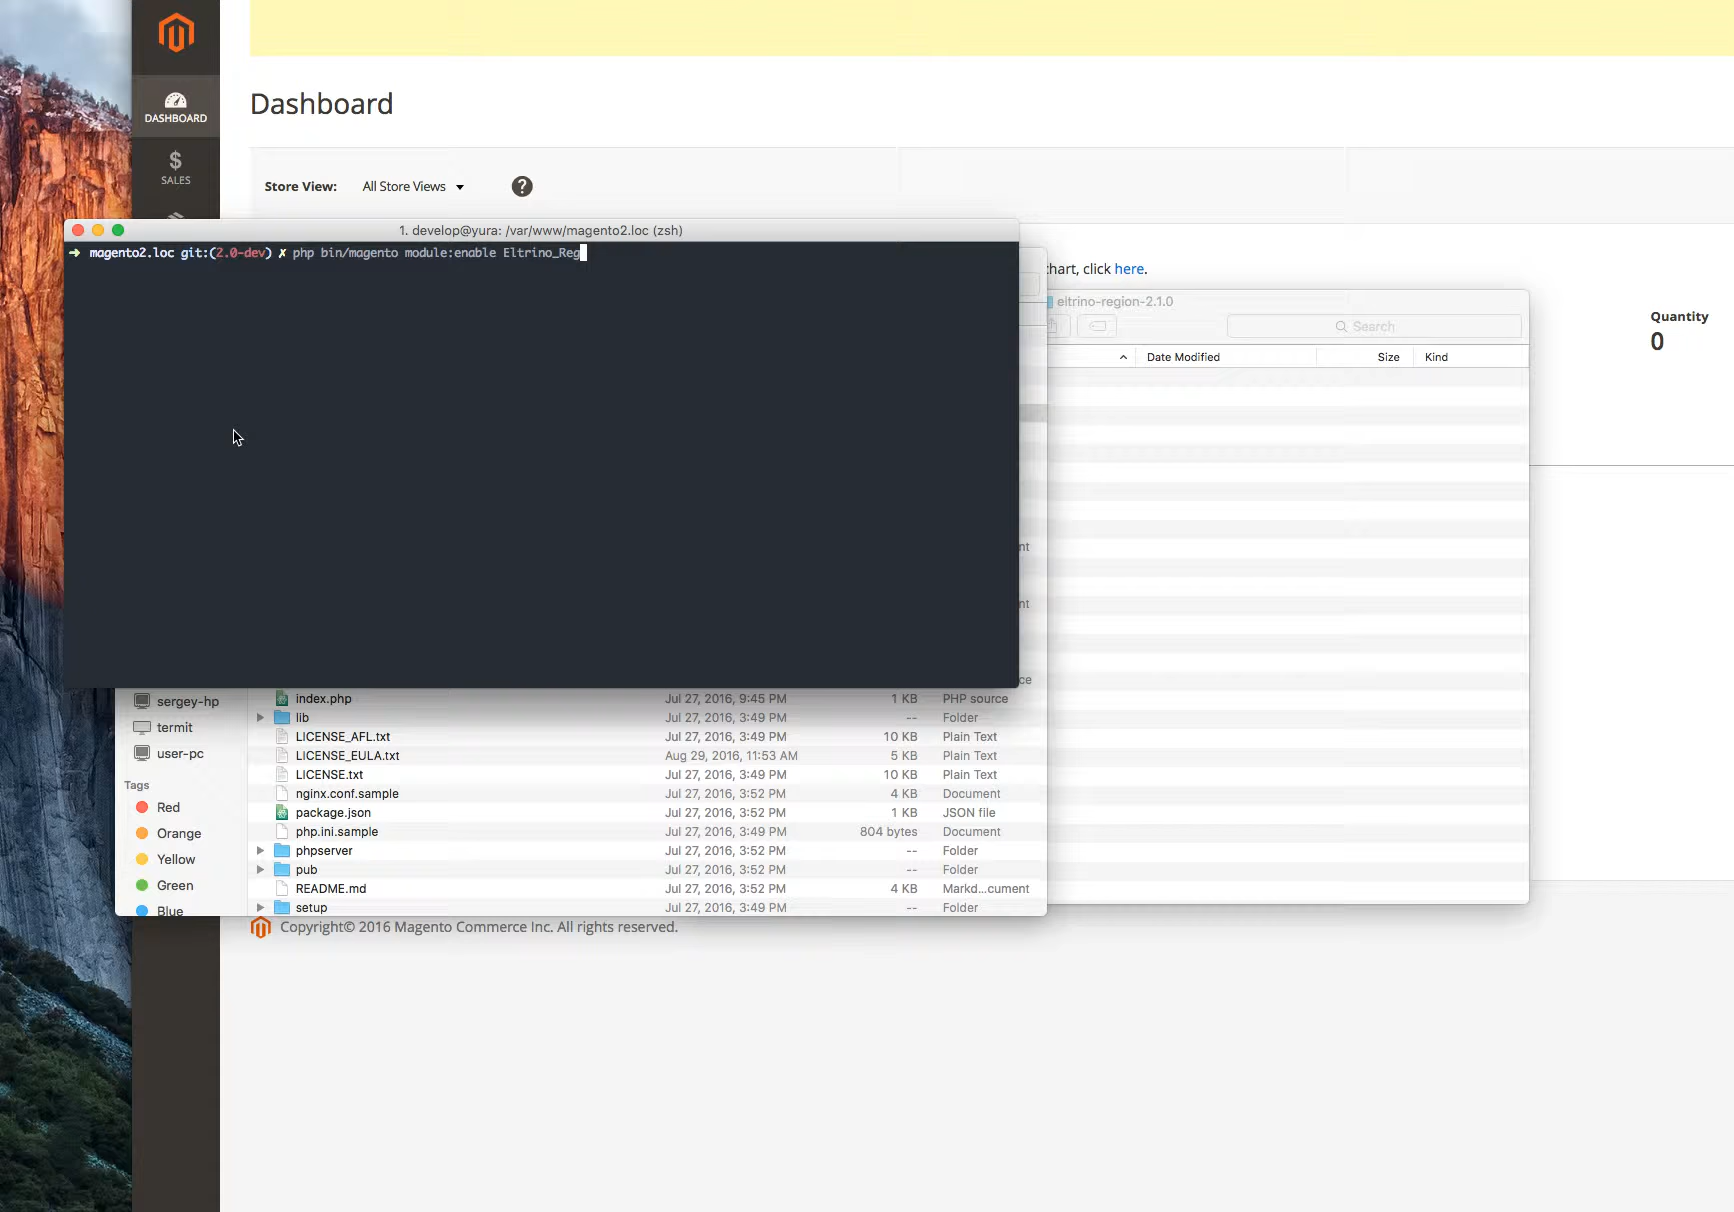 Dashboard
DASHBOARD
$
SALES
Store View: All Store Views ?
1. develop@yura: /var/www/magento2.loc (zsh)
➜ magento2.loc git:(2.0-dev) ✗ php bin/magento module:enable Eltrino_Reg
chart, click here.
eltrino-region-2.1.0
Search
Quantity
0
Date Modified Size Kind
nt
nt
ce
sergey-hp
termit
user-pc
Tags
Red
Orange
Yellow
Green
Blue
index.php Jul 27, 2016, 9:45 PM 1 KB PHP source
lib Jul 27, 2016, 3:49 PM -- Folder
LICENSE_AFL.txt Jul 27, 2016, 3:49 PM 10 KB Plain Text
LICENSE_EULA.txt Aug 29, 2016, 11:53 AM 5 KB Plain Text
LICENSE.txt Jul 27, 2016, 3:49 PM 10 KB Plain Text
nginx.conf.sample Jul 27, 2016, 3:52 PM 4 KB Document
package.json Jul 27, 2016, 3:52 PM 1 KB JSON file
php.ini.sample Jul 27, 2016, 3:49 PM 804 bytes Document
phpserver Jul 27, 2016, 3:52 PM -- Folder
pub Jul 27, 2016, 3:52 PM -- Folder
README.md Jul 27, 2016, 3:52 PM 4 KB Markd...cument
setup Jul 27, 2016, 3:49 PM -- Folder
Copyright© 2016 Magento Commerce Inc. All rights reserved.